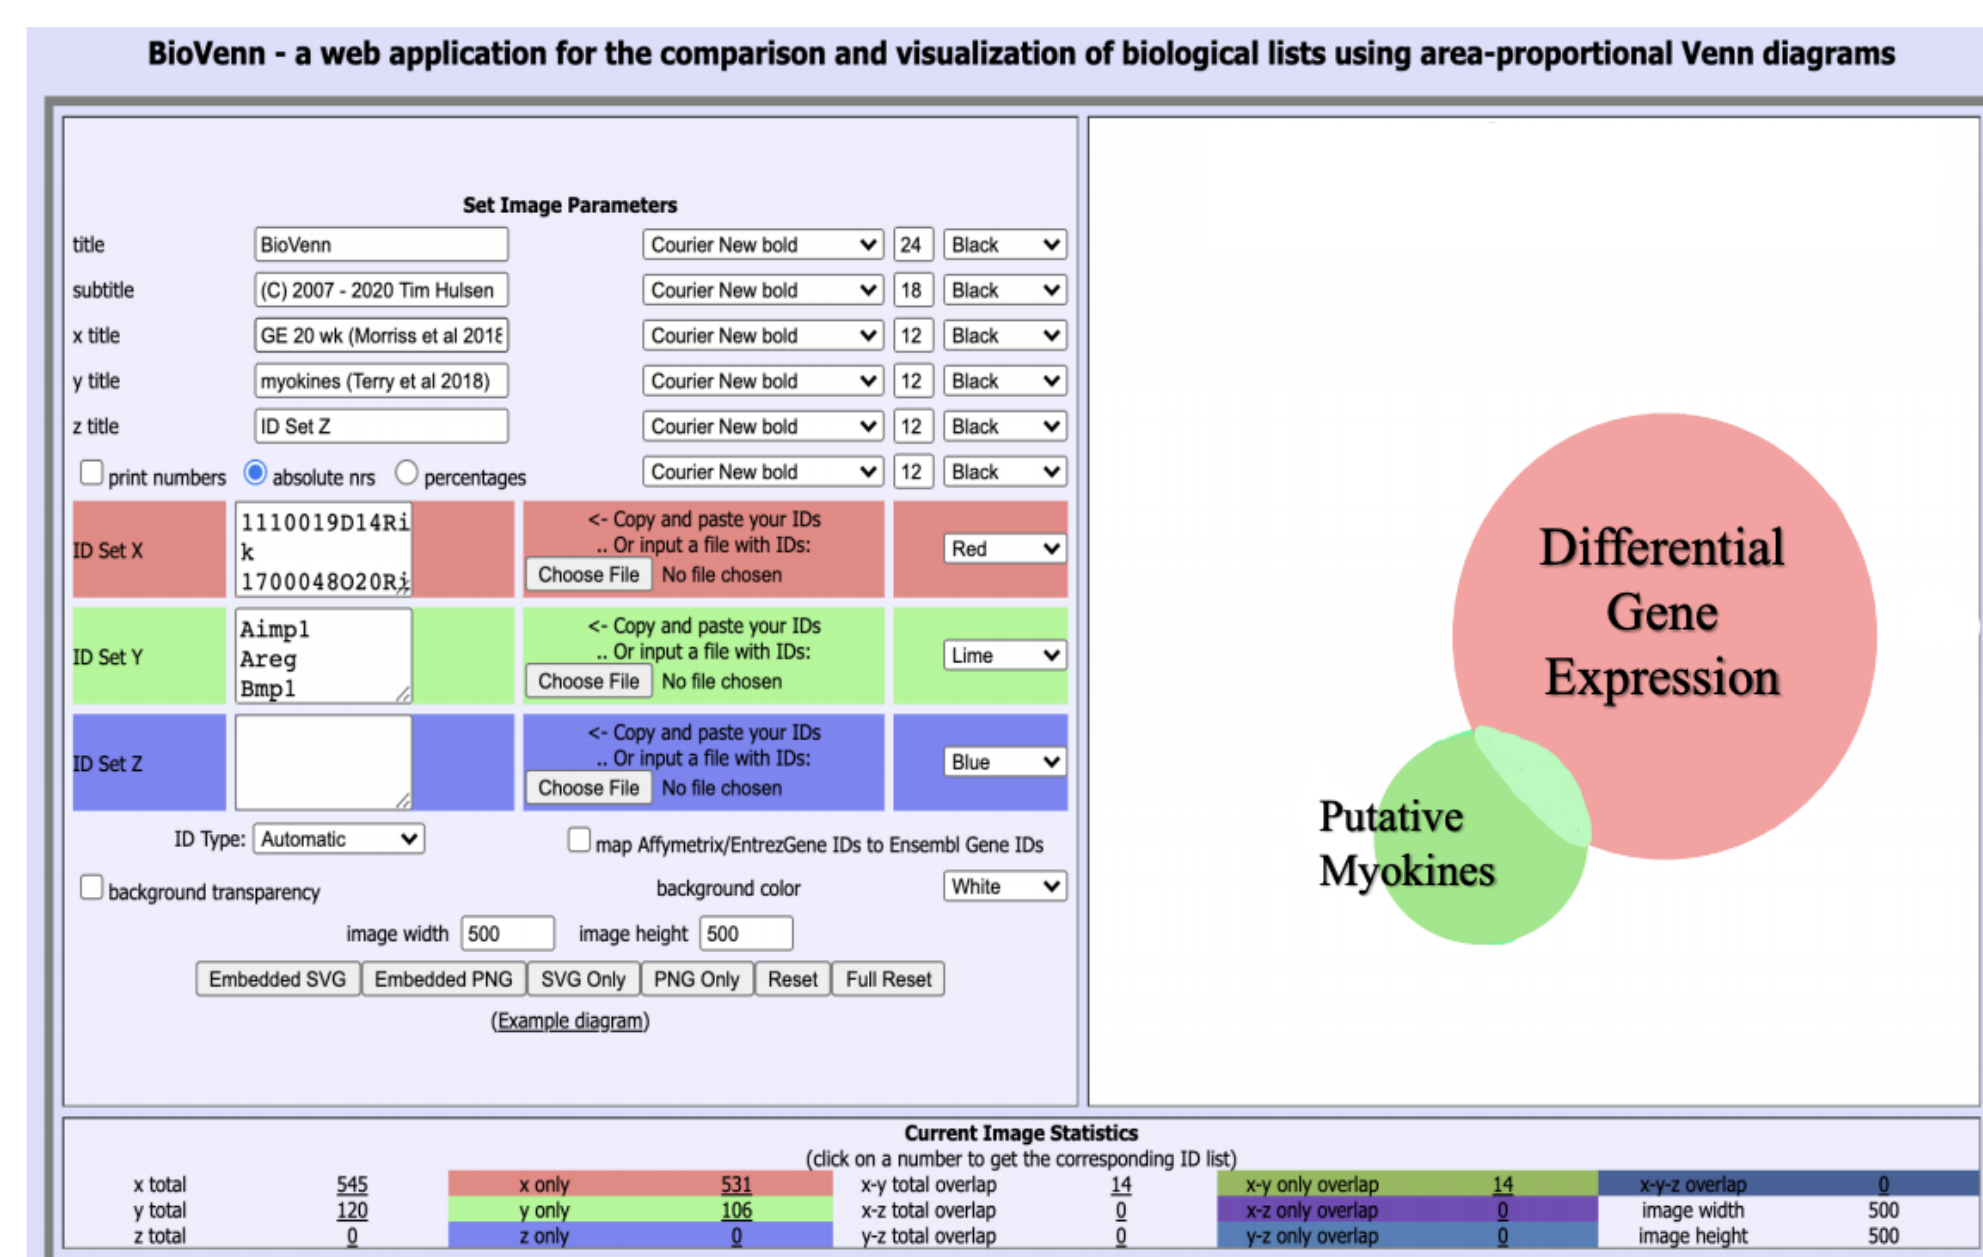 BioVenn - a web application for the comparison and visualization of biological lists using area-proportional Venn diagrams
Set Image Parameters
title BioVenn Courier New bold 24 Black
subtitle (C) 2007 - 2020 Tim Hulsen Courier New bold 18 Black
x title GE 20 wk (Morriss et al 2018 Courier New bold 12 Black
y title myokines (Terry et al 2018) Courier New bold 12 Black
z title ID Set Z Courier New bold 12 Black
print numbers absolute nrs percentages Courier New bold 12 Black
ID Set X
1110019D14Ri
k
1700048O20Ri
<- Copy and paste your IDs
.. Or input a file with IDs:
Choose File No file chosen
Red
ID Set Y
Aimp1
Areg
Bmp1
<- Copy and paste your IDs
.. Or input a file with IDs:
Choose File No file chosen
Lime
ID Set Z
<- Copy and paste your IDs
.. Or input a file with IDs:
Choose File No file chosen
Blue
ID Type: Automatic map Affymetrix/EntrezGene IDs to Ensembl Gene IDs
background transparency background color White
image width 500 image height 500
Embedded SVG Embedded PNG SVG Only PNG Only Reset Full Reset
(Example diagram)
Differential
Gene
Expression
Putative
Myokines
Current Image Statistics
(click on a number to get the corresponding ID list)
x total 545 x only 531 x-y total overlap 14 x-y only overlap 14 x-y-z overlap 0
y total 120 y only 106 x-z total overlap 0 x-z only overlap 0 image width 500
z total 0 z only 0 y-z total overlap 0 y-z only overlap 0 image height 500